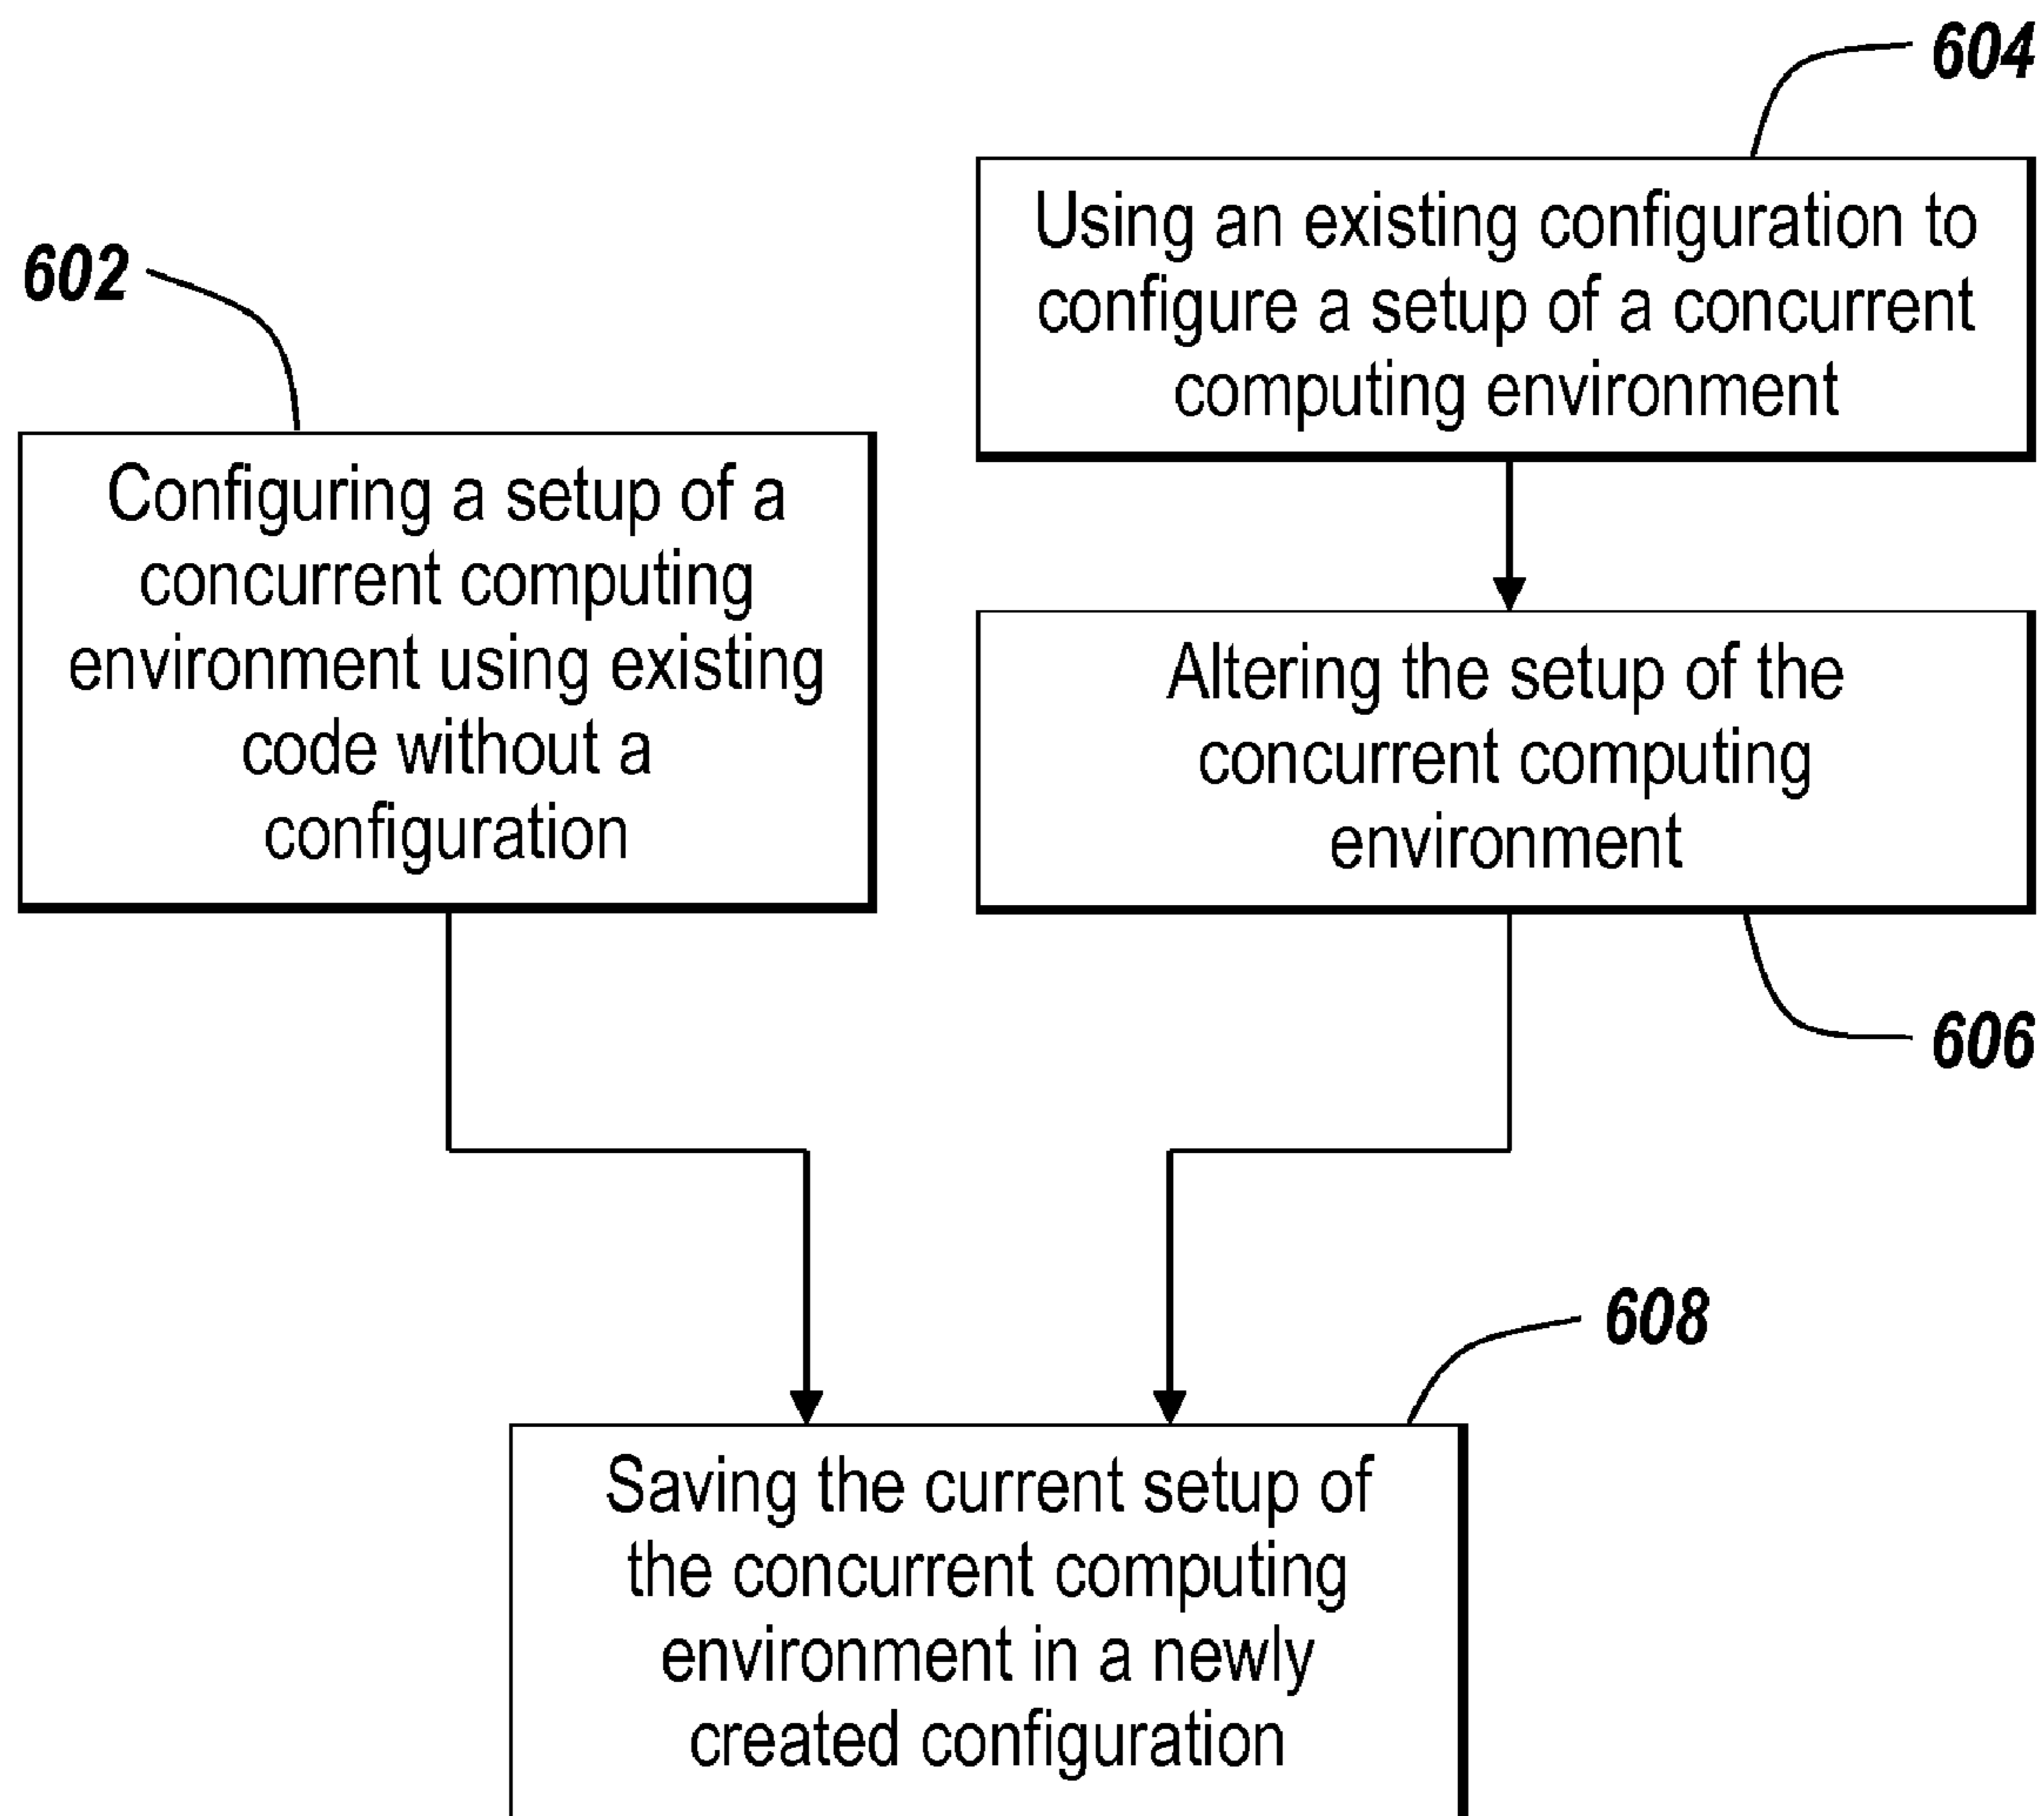 604
Using an existing configuration to
configure a setup of a concurrent
computing environment
602
Configuring a setup of a
concurrent computing
environment using existing
code without a
configuration
Altering the setup of the
concurrent computing
environment
606
608
Saving the current setup of
the concurrent computing
environment in a newly
created configuration